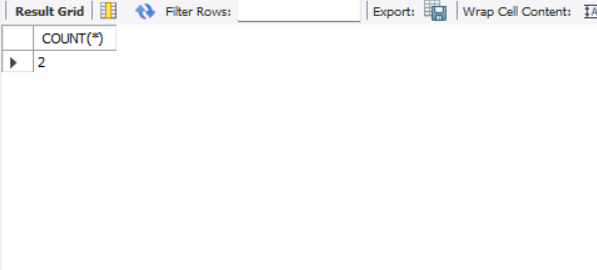 Result Grid Filter Rows: Export: Wrap Cell Content:
COUNT(*)
2